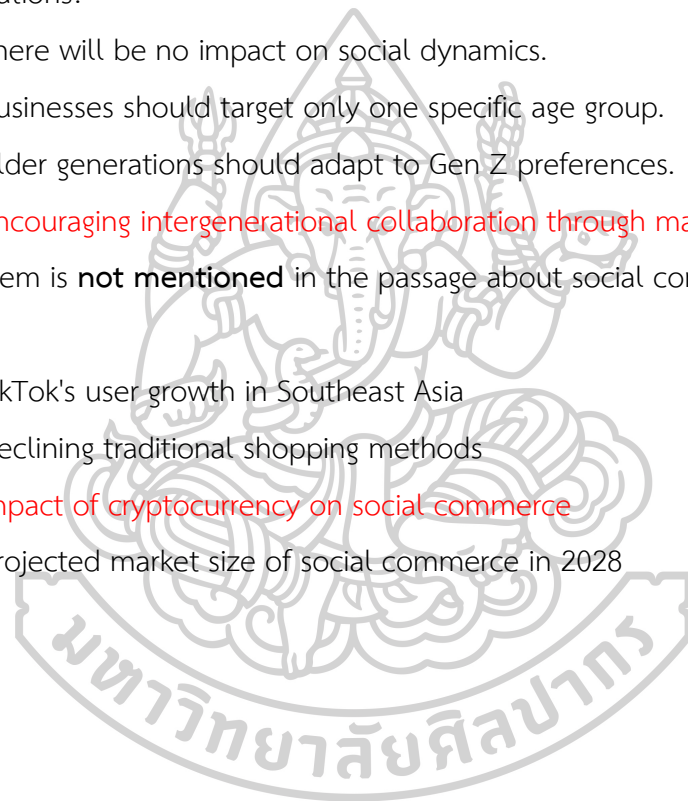 ations?
here will be no impact on social dynamics.
usinesses should target only one specific age group.
lder generations should adapt to Gen Z preferences.
ncouraging intergenerational collaboration through ma
em is not mentioned in the passage about social con
kTok's user growth in Southeast Asia
eclining traditional shopping methods
mpact of cryptocurrency on social commerce
rojected market size of social commerce in 2028
มหาวิทยาลัยศิลปากร